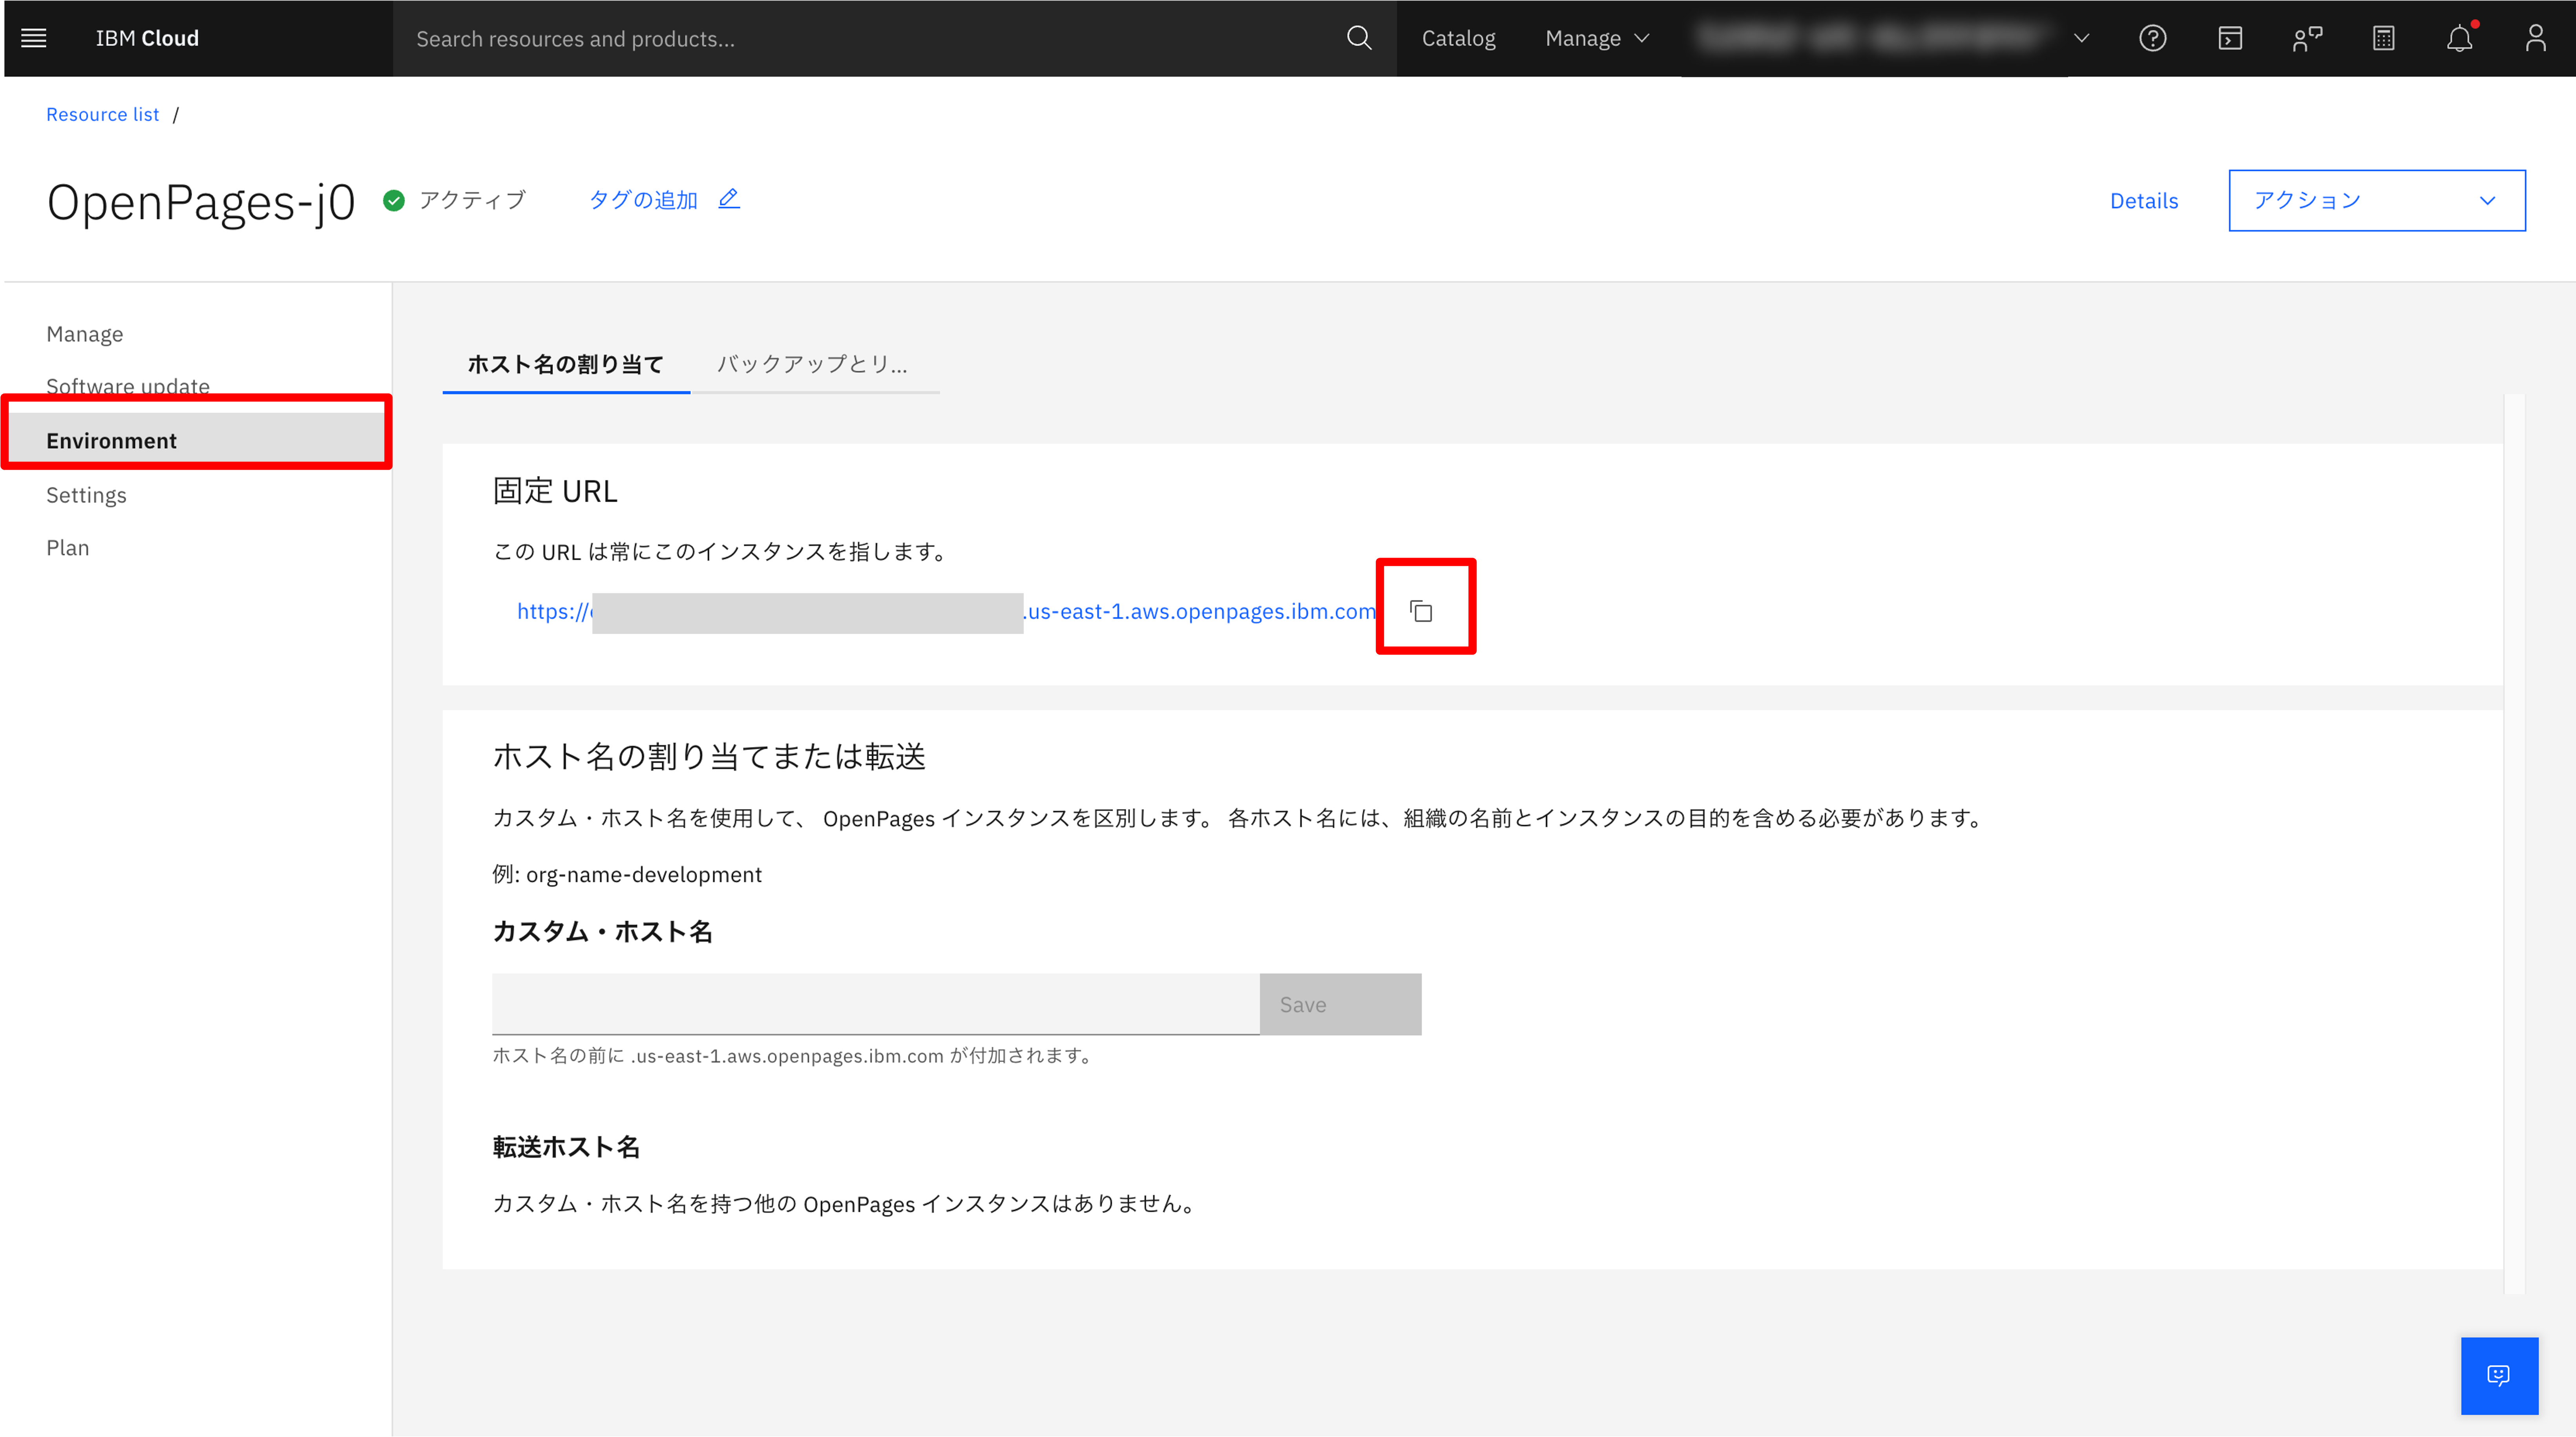 IBM Cloud
Search resources and products...
Catalog
Manage
Resource list /
OpenPages-j0
アクティブ
タグの追加
Details
アクション
Manage
Software update
Environment
Settings
Plan
ホスト名の割り当て
バックアップとリ...
固定 URL
この URL は常にこのインスタンスを指します。
https:// .us-east-1.aws.openpages.ibm.com
ホスト名の割り当てまたは転送
カスタム・ホスト名を使用して、 OpenPages インスタンスを区別します。 各ホスト名には、組織の名前とインスタンスの目的を含める必要があります。
例: org-name-development
カスタム・ホスト名
Save
ホスト名の前に .us-east-1.aws.openpages.ibm.com が付加されます。
転送ホスト名
カスタム・ホスト名を持つ他の OpenPages インスタンスはありません。